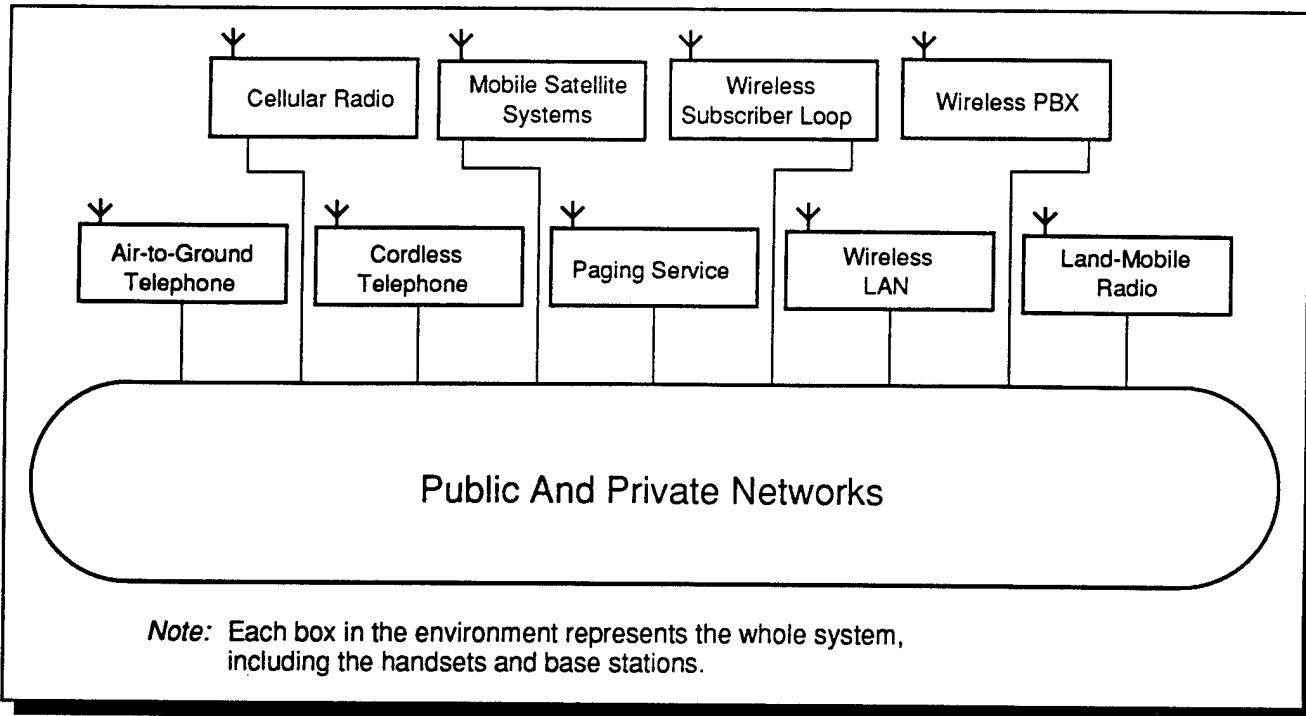 Cellular Radio
Mobile Satellite
Systems
Wireless
Subscriber Loop
Wireless PBX
Air-to-Ground
Telephone
Cordless
Telephone
Paging Service
Wireless
LAN
Land-Mobile
Radio
Public And Private Networks
Note: Each box in the environment represents the whole system,
including the handsets and base stations.